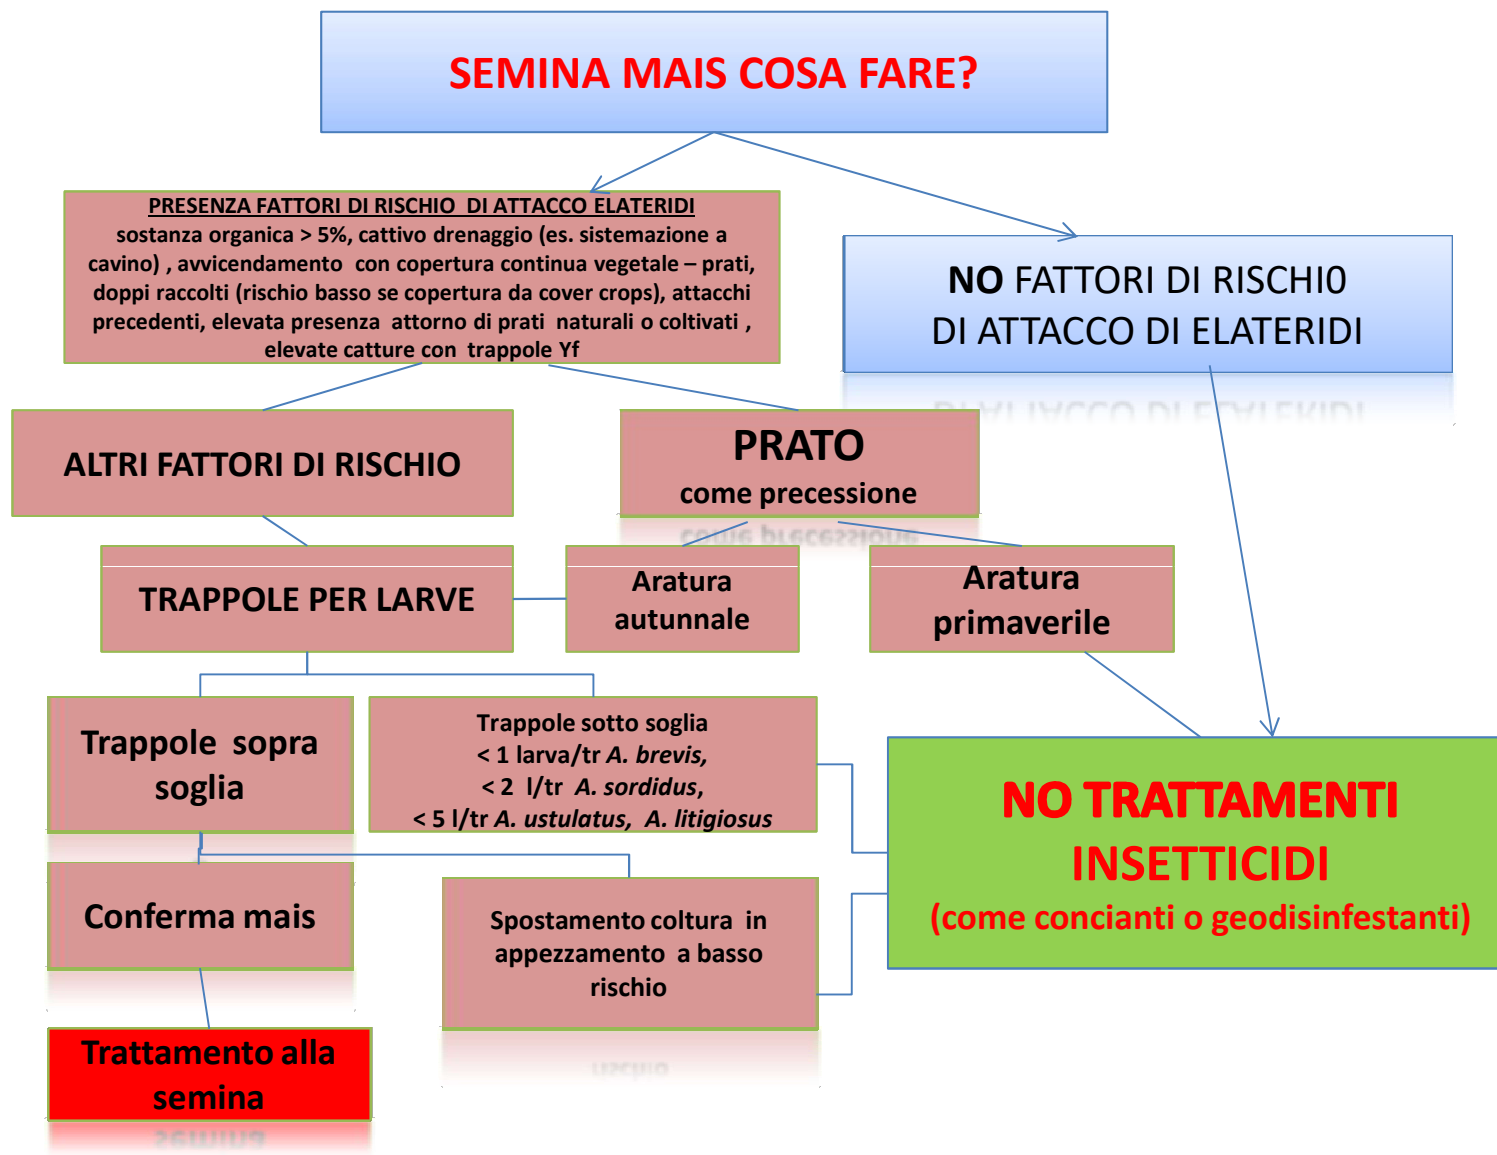 SEMINA MAIS COSA FARE?
PRESENZA FATTORI DI RISCHIO DI ATTACCO ELATERIDI
sostanza organica > 5%, cattivo drenaggio (es. sistemazione a
cavino) , avvicendamento con copertura continua vegetale – prati,
doppi raccolti (rischio basso se copertura da cover crops), attacchi
precedenti, elevata presenza attorno di prati naturali o coltivati ,
elevate catture con trappole Yf
NO FATTORI DI RISCHI0
DI ATTACCO DI ELATERIDI
ALTRI FATTORI DI RISCHIO
PRATO
come precessione
TRAPPOLE PER LARVE
Aratura
autunnale
Aratura
primaverile
Trappole sopra
soglia
Trappole sotto soglia
< 1 larva/tr A. brevis,
< 2 l/tr A. sordidus,
< 5 l/tr A. ustulatus, A. litigiosus
NO TRATTAMENTI
INSETTICIDI
(come concianti o geodisinfestanti)
Conferma mais
Spostamento coltura in
appezzamento a basso
rischio
Trattamento alla
semina